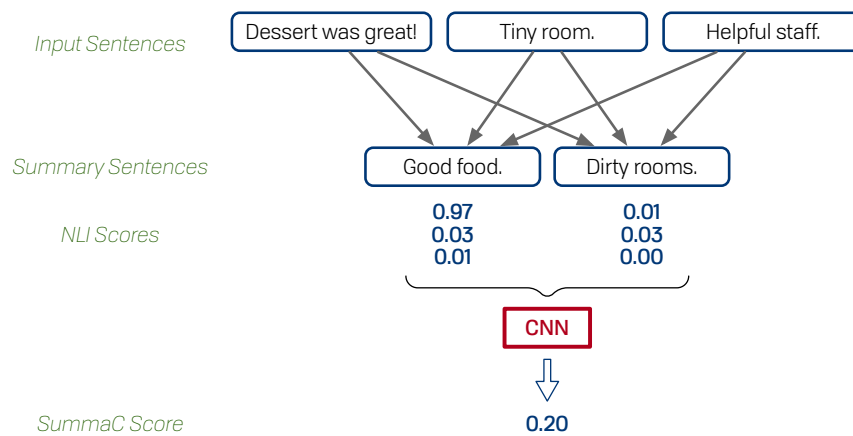 Input Sentences
Dessert was great!
Tiny room.
Helpful staff.
Summary Sentences
Good food.
Dirty rooms.
NLI Scores
0.97 0.01
0.03 0.03
0.01 0.00
CNN
SummaC Score
0.20